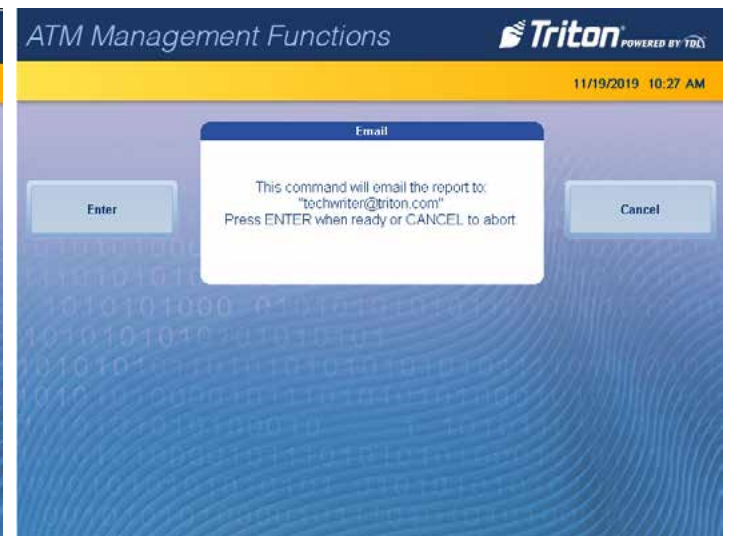 ATM Management Functions
Triton POWERED BY TDL
11/19/2019 10:27 AM
Email
This command will email the report to:
"techwriter@triton.com"
Press ENTER when ready or CANCEL to abort
Enter
Cancel